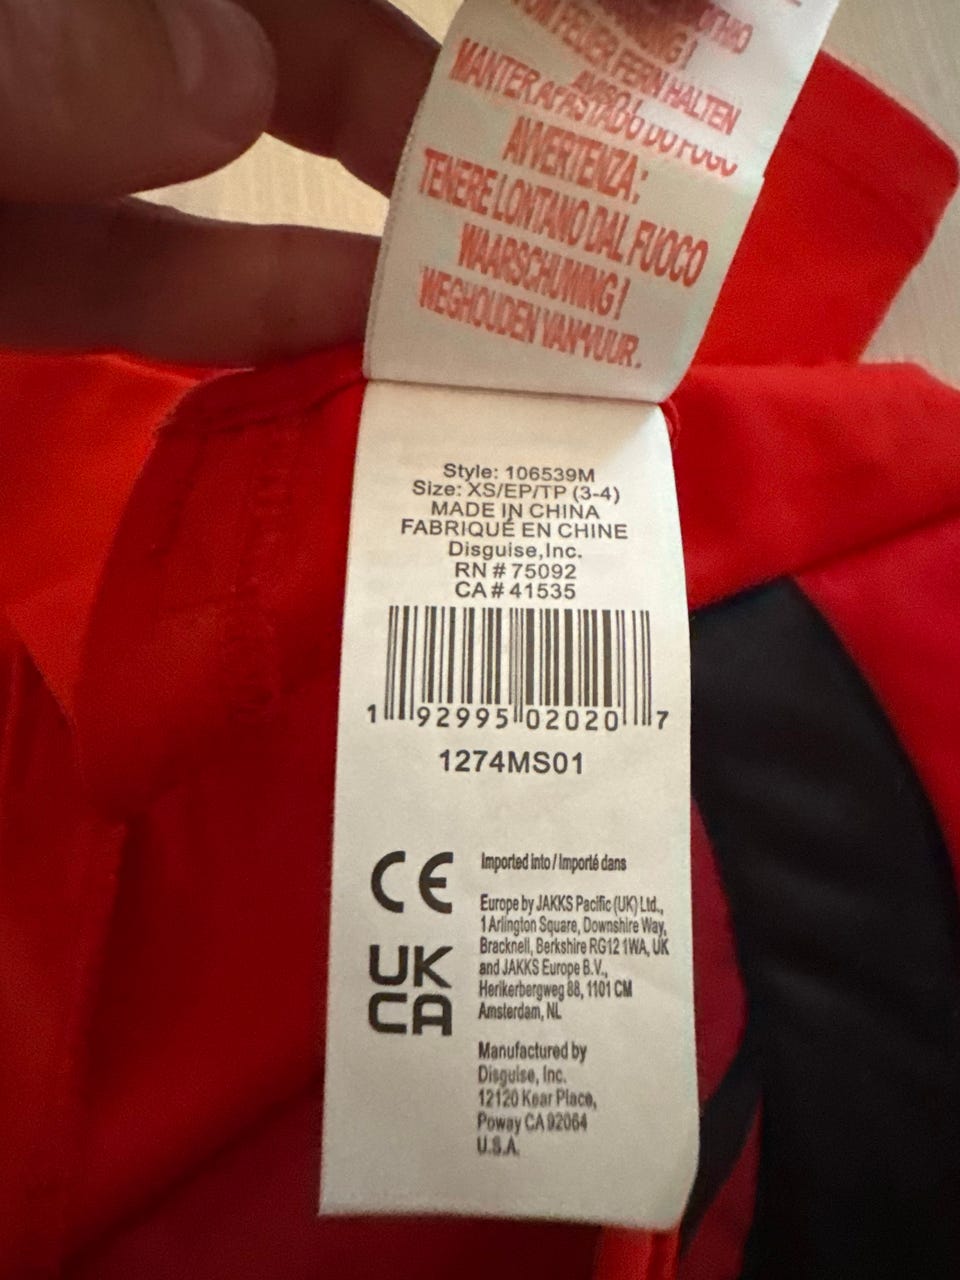 VOM FEUER FERN HALTEN
MANTER AFASTADO DO FOGO
AVVERTENZA:
TENERE LONTANO DAL FUOCO
WAARSCHUWING!
WEGHOUDEN VAN VUUR.
Style: 106539M
Size: XS/EP/TP (3-4)
MADE IN CHINA
FABRIQUÉ EN CHINE
Disguise,Inc.
RN # 75092
CA # 41535
1 92995 02020 7
1274MS01
CE
UK
CA
Imported into / Importé dans
Europe by JAKKS Pacific (UK) Ltd.,
1 Arlington Square, Downshire Way,
Bracknell, Berkshire RG12 1WA, UK
and JAKKS Europe B.V.,
Herikerbergweg 88, 1101 CM
Amsterdam, NL
Manufactured by
Disguise, Inc.
12120 Kear Place,
Poway CA 92064
U.S.A.